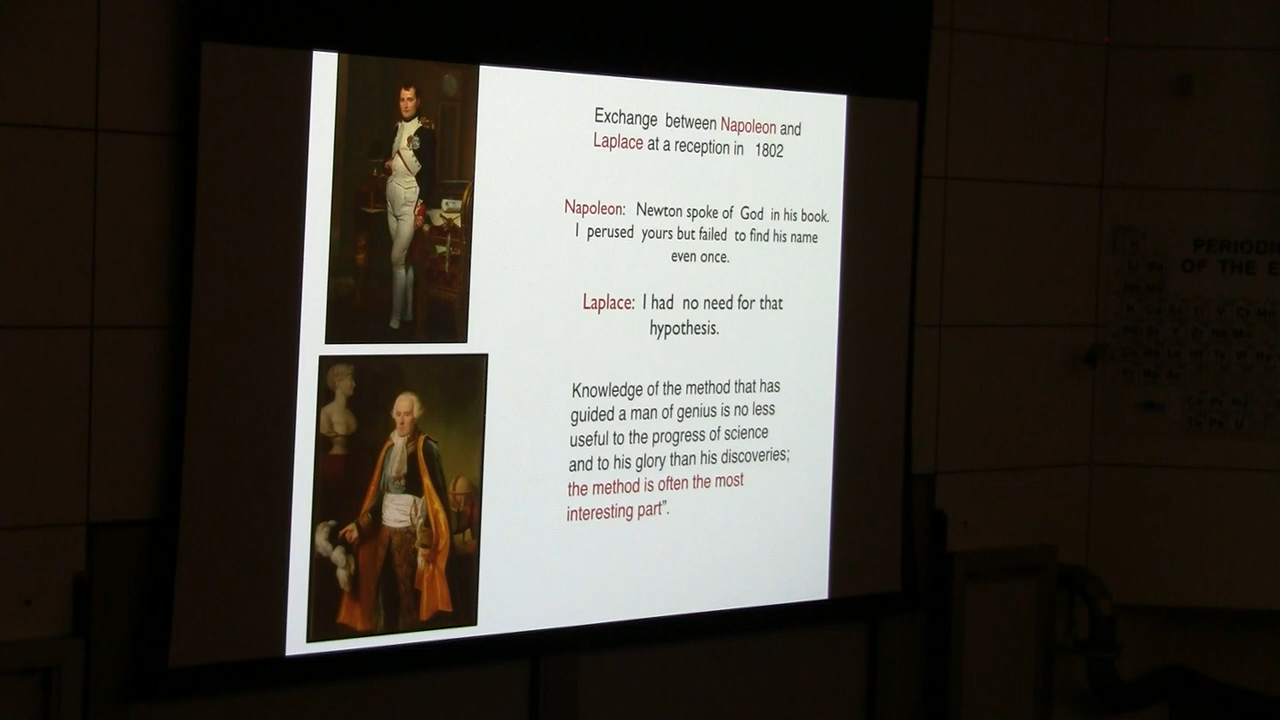 Exchange between Napoleon and
Laplace at a reception in 1802
Napoleon: Newton spoke of God in his book.
I perused yours but failed to find his name
even once.
Laplace: I had no need for that
hypothesis.
Knowledge of the method that has
guided a man of genius is no less
useful to the progress of science
and to his glory than his discoveries;
the method is often the most
interesting part”.
PERIODI
OF THE E